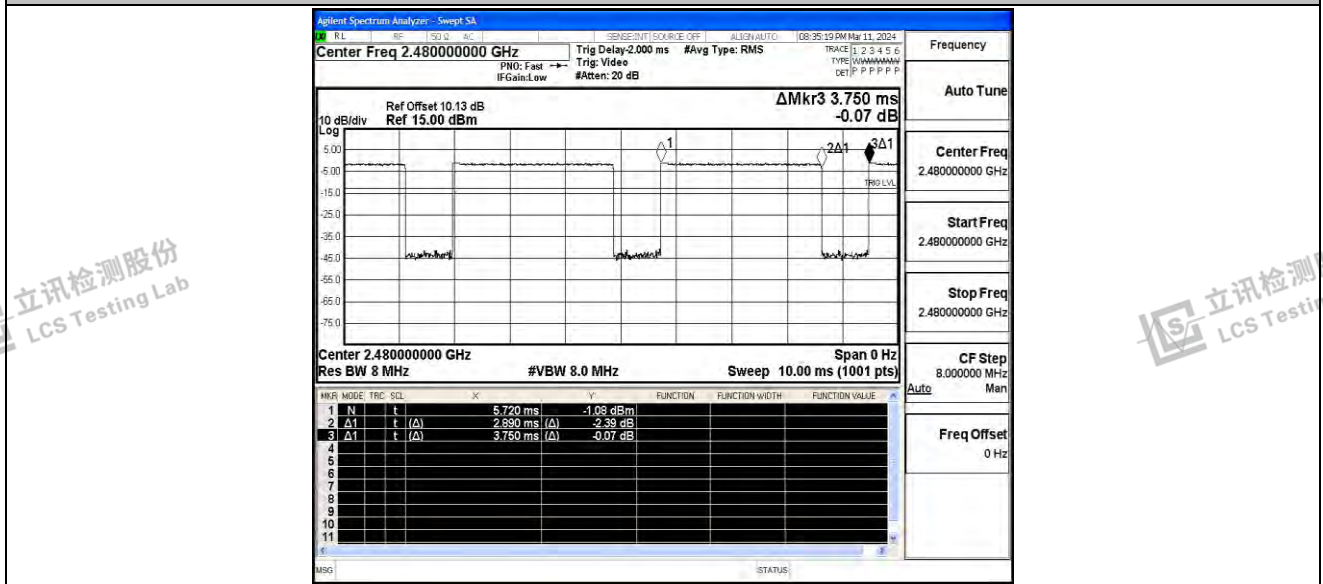 Agilent Spectrum Analyzer - Swept SA
RL RF 50 Ω AC SENSE:INT SOURCE OFF ALIGN AUTO 08:35:19 PM Mar 11, 2024
Center Freq 2.480000000 GHz
PNO: Fast
IFGain:Low
Trig Delay-2.000 ms
Trig: Video
#Atten: 20 dB
#Avg Type: RMS
TRACE 1 2 3 4 5 6
TYPE
DET P P P P P P
Frequency
Auto Tune
Center Freq
2.480000000 GHz
Start Freq
2.480000000 GHz
Stop Freq
2.480000000 GHz
CF Step
8.000000 MHz
Auto Man
Freq Offset
0 Hz
ΔMkr3 3.750 ms
-0.07 dB
Ref Offset 10.13 dB
10 dB/div Ref 15.00 dBm
Log
5.00
-5.00
-15.0
-25.0
-35.0
-45.0
-55.0
-65.0
-75.0
1
2Δ1
3Δ1
TRIG LVL
Center 2.480000000 GHz Span 0 Hz
Res BW 8 MHz #VBW 8.0 MHz Sweep 10.00 ms (1001 pts)
MKR MODE TRC SCL X Y FUNCTION FUNCTION WIDTH FUNCTION VALUE
1 N t 5.720 ms -1.08 dBm
2 Δ1 t (Δ) 2.890 ms (Δ) -2.39 dB
3 Δ1 t (Δ) 3.750 ms (Δ) -0.07 dB
4
5
6
7
8
9
10
11
MSG STATUS
立讯检测股份
LCS Testing Lab
立讯检测
LCS